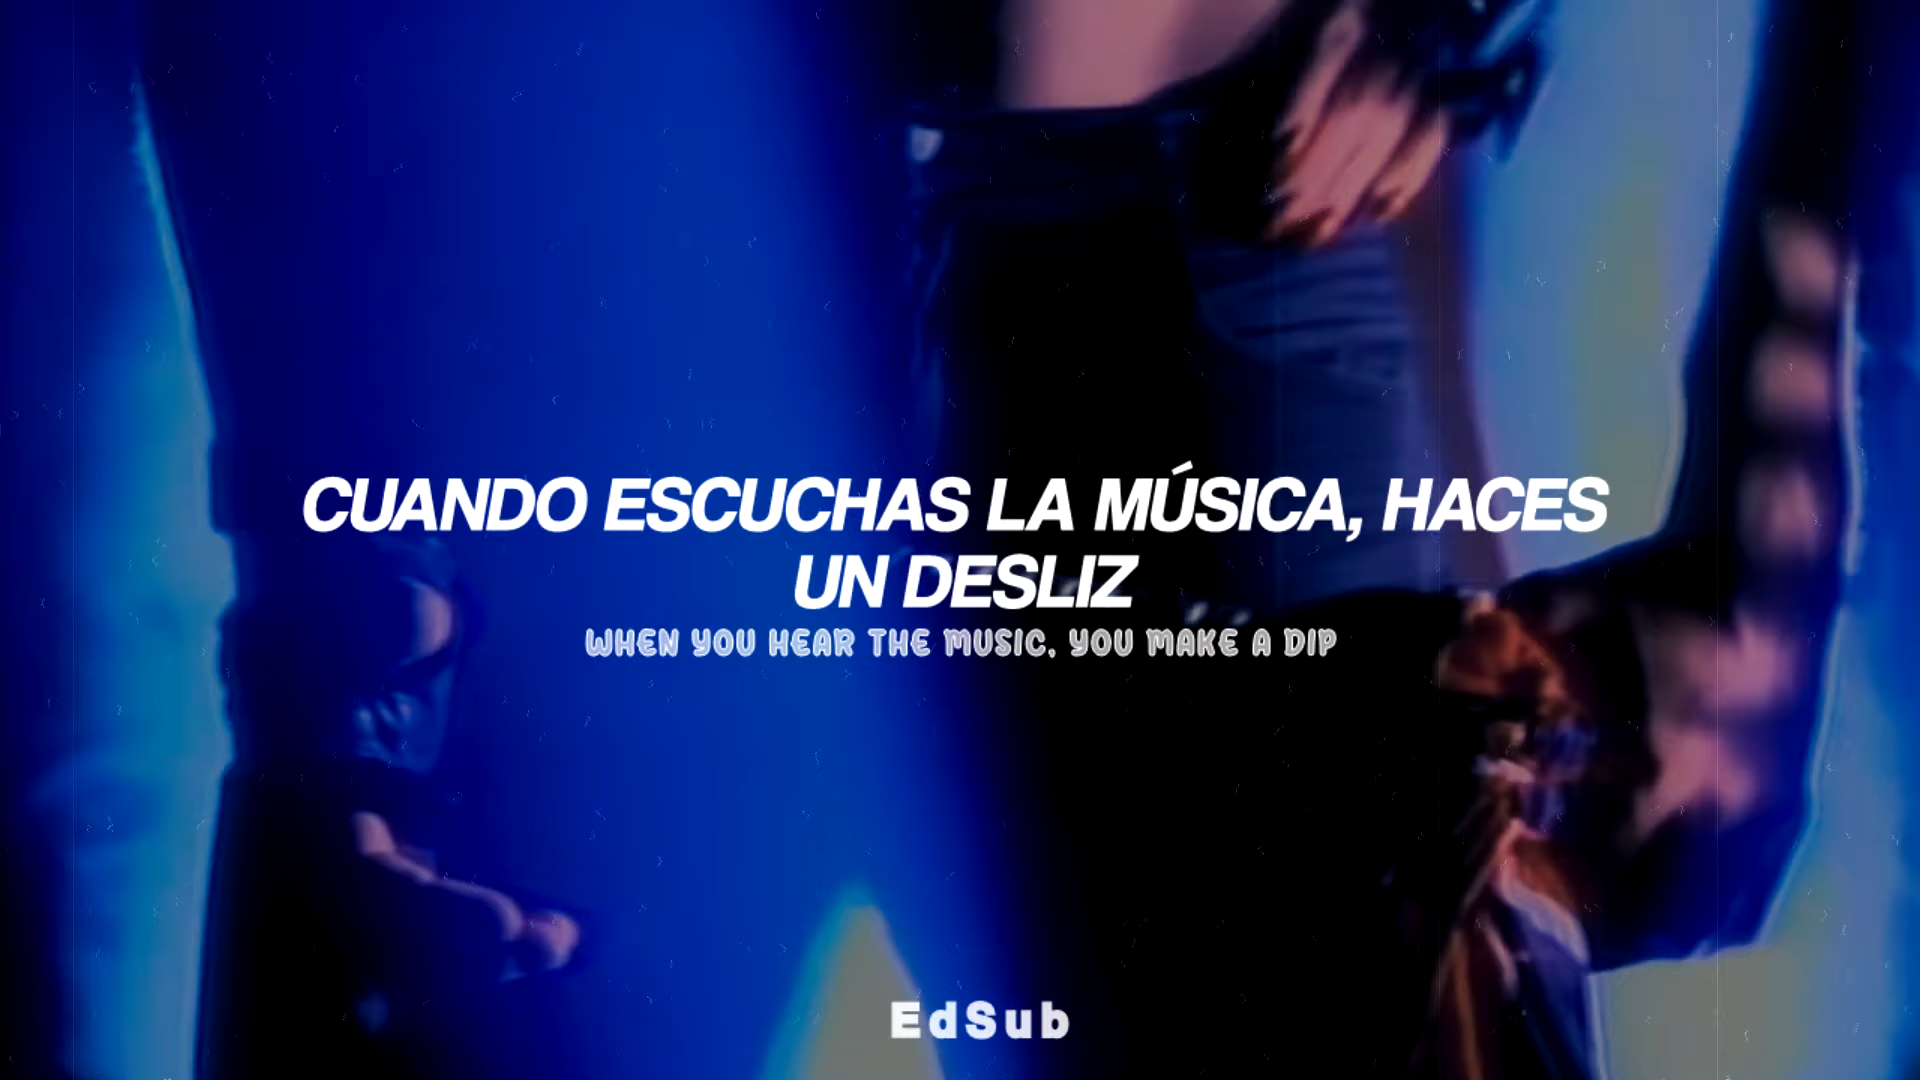 CUANDO ESCUCHAS LA MÚSICA, HACES
UN DESLIZ
WHEN YOU HEAR THE MUSIC, YOU MAKE A DIP
EdSub